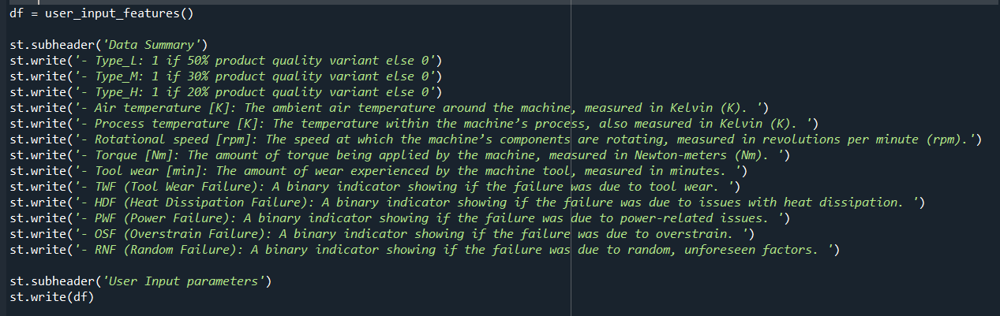 df = user_input_features()
st.subheader('Data Summary')
st.write('- Type_L: 1 if 50% product quality variant else 0')
st.write('- Type_M: 1 if 30% product quality variant else 0')
st.write('- Type_H: 1 if 20% product quality variant else 0')
st.write('- Air temperature [K]: The ambient air temperature around the machine, measured in Kelvin (K). ')
st.write('- Process temperature [K]: The temperature within the machine’s process, also measured in Kelvin (K). ')
st.write('- Rotational speed [rpm]: The speed at which the machine’s components are rotating, measured in revolutions per minute (rpm).')
st.write('- Torque [Nm]: The amount of torque being applied by the machine, measured in Newton-meters (Nm). ')
st.write('- Tool wear [min]: The amount of wear experienced by the machine tool, measured in minutes. ')
st.write('- TWF (Tool Wear Failure): A binary indicator showing if the failure was due to tool wear. ')
st.write('- HDF (Heat Dissipation Failure): A binary indicator showing if the failure was due to issues with heat dissipation. ')
st.write('- PWF (Power Failure): A binary indicator showing if the failure was due to power-related issues. ')
st.write('- OSF (Overstrain Failure): A binary indicator showing if the failure was due to overstrain. ')
st.write('- RNF (Random Failure): A binary indicator showing if the failure was due to random, unforeseen factors. ')
st.subheader('User Input parameters')
st.write(df)